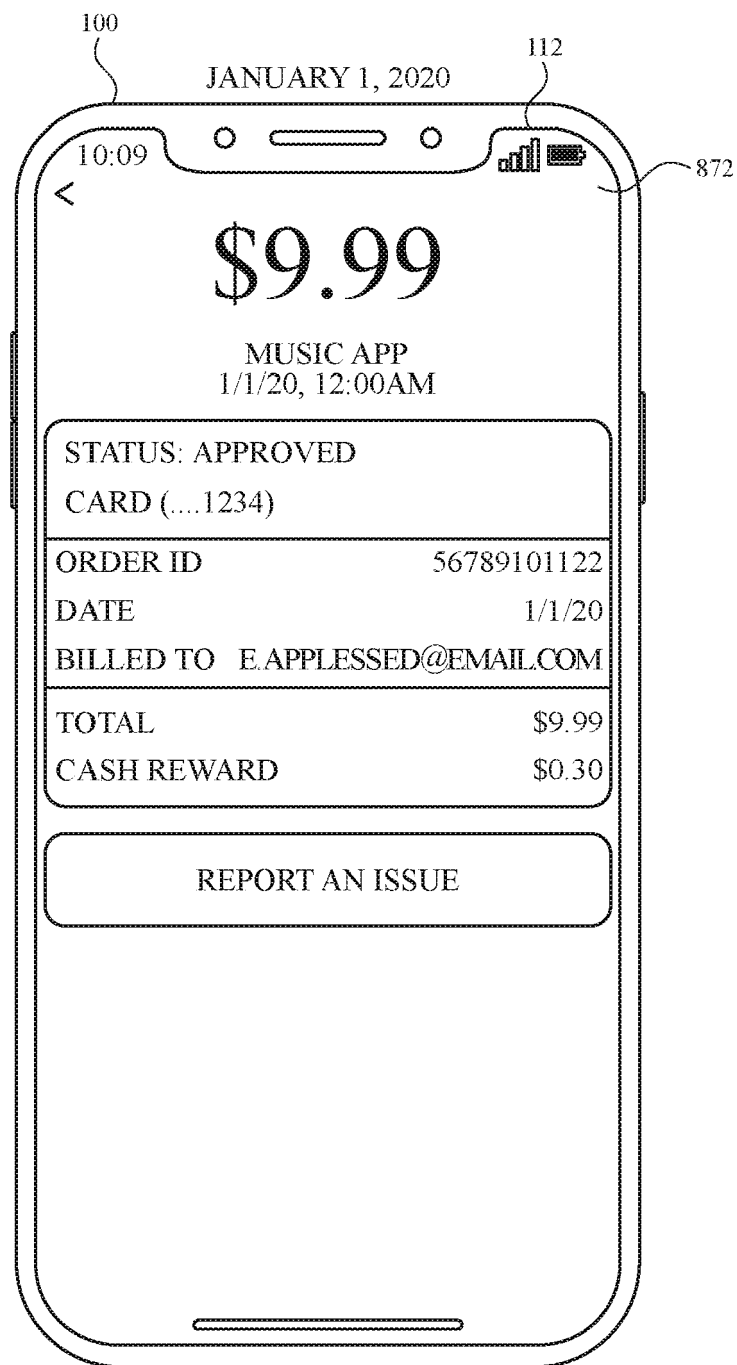 100
112
JANUARY 1, 2020
10:09
872
<
$9.99
MUSIC APP
1/1/20, 12:00AM
STATUS: APPROVED
CARD (....1234)
ORDER ID 56789101122
DATE 1/1/20
BILLED TO E.APPLESSED@EMAIL.COM
TOTAL $9.99
CASH REWARD $0.30
REPORT AN ISSUE